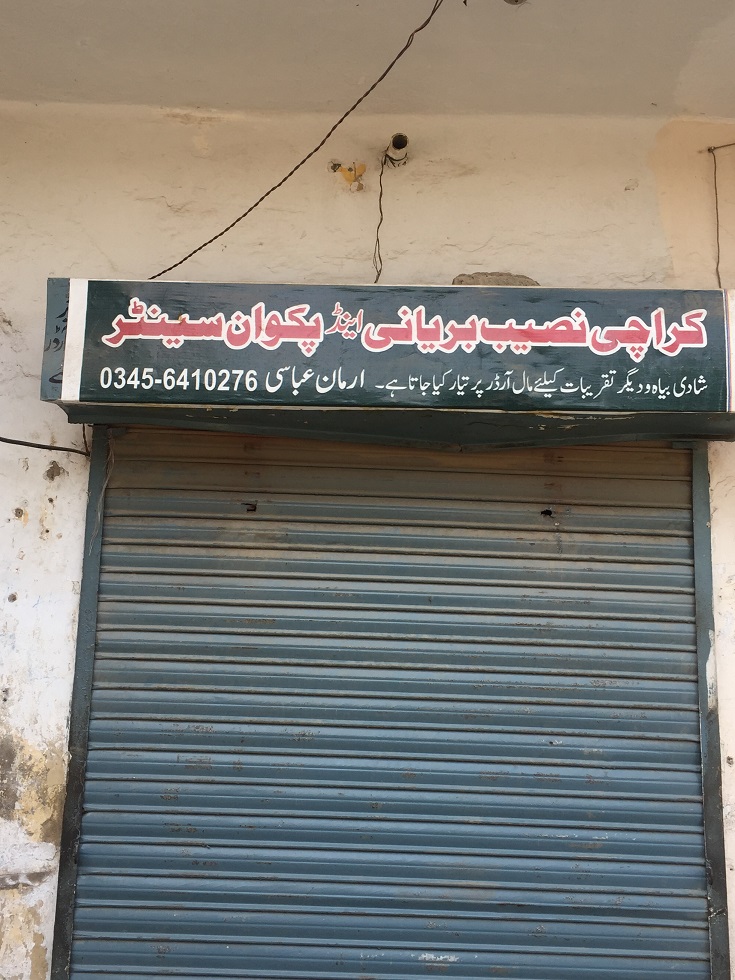 کراچی نصیب بریانی اینڈ پکوان سینٹر
شادی بیاہ و دیگر تقریبات کیلئے مال آرڈر پر تیار کیا جاتا ہے۔ ارمان عباسی 0345-6410276